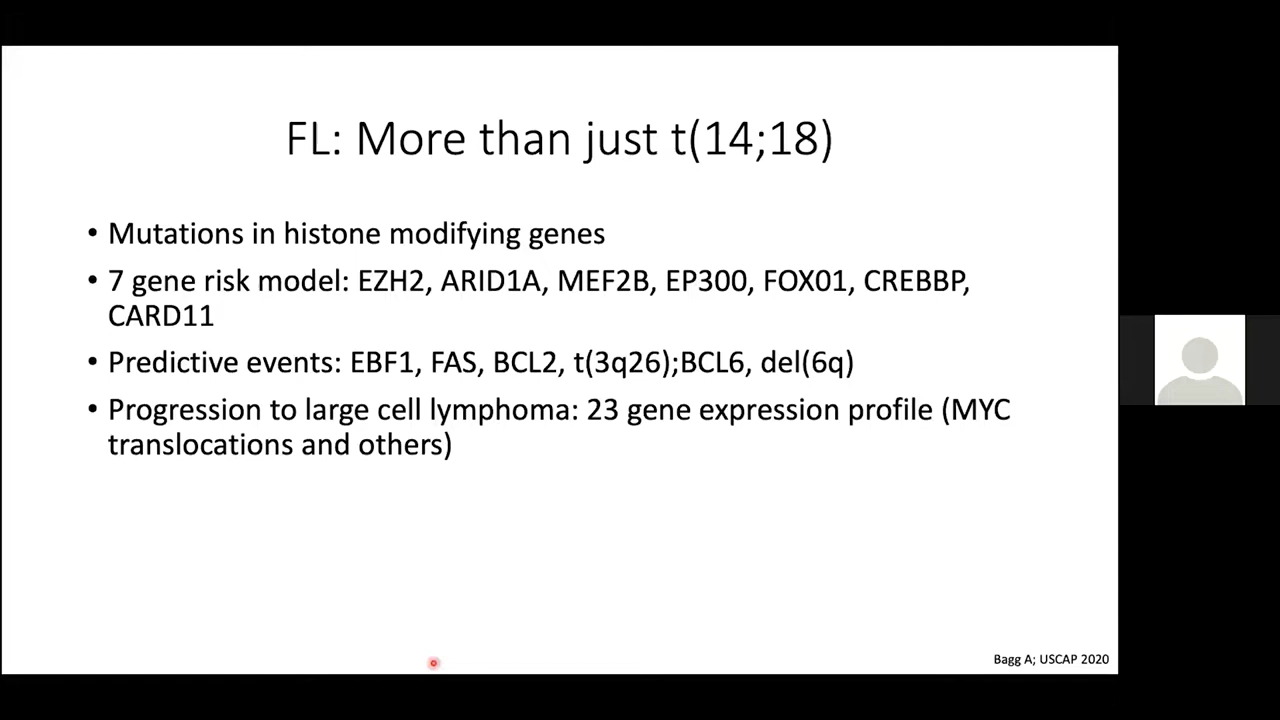 FL: More than just t(14;18)
• Mutations in histone modifying genes
• 7 gene risk model: EZH2, ARID1A, MEF2B, EP300, FOX01, CREBBP,
CARD11
• Predictive events: EBF1, FAS, BCL2, t(3q26);BCL6, del(6q)
• Progression to large cell lymphoma: 23 gene expression profile (MYC
translocations and others)
Bagg A; USCAP 2020